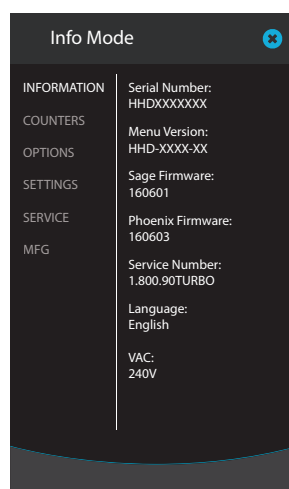 Info Mode
INFORMATION
COUNTERS
OPTIONS
SETTINGS
SERVICE
MFG
Serial Number:
HHDXXXXXXX
Menu Version:
HHD-XXXX-XX
Sage Firmware:
160601
Phoenix Firmware:
160603
Service Number:
1.800.90TURBO
Language:
English
VAC:
240V